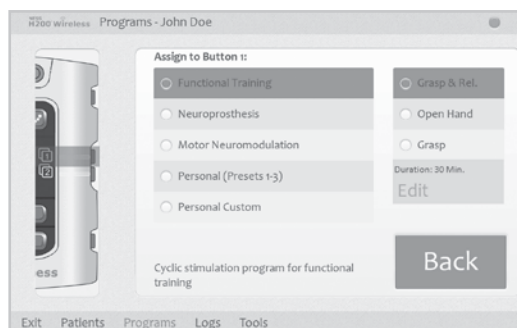 NESS
H200 Wireless Programs - John Doe
Assign to Button 1:
Functional Training
Neuroprosthesis
Motor Neuromodulation
Personal (Presets 1-3)
Personal Custom
Grasp & Rel.
Open Hand
Grasp
Duration: 30 Min.
Edit
1
2
ess
Cyclic stimulation program for functional
training
Back
Exit Patients Programs Logs Tools